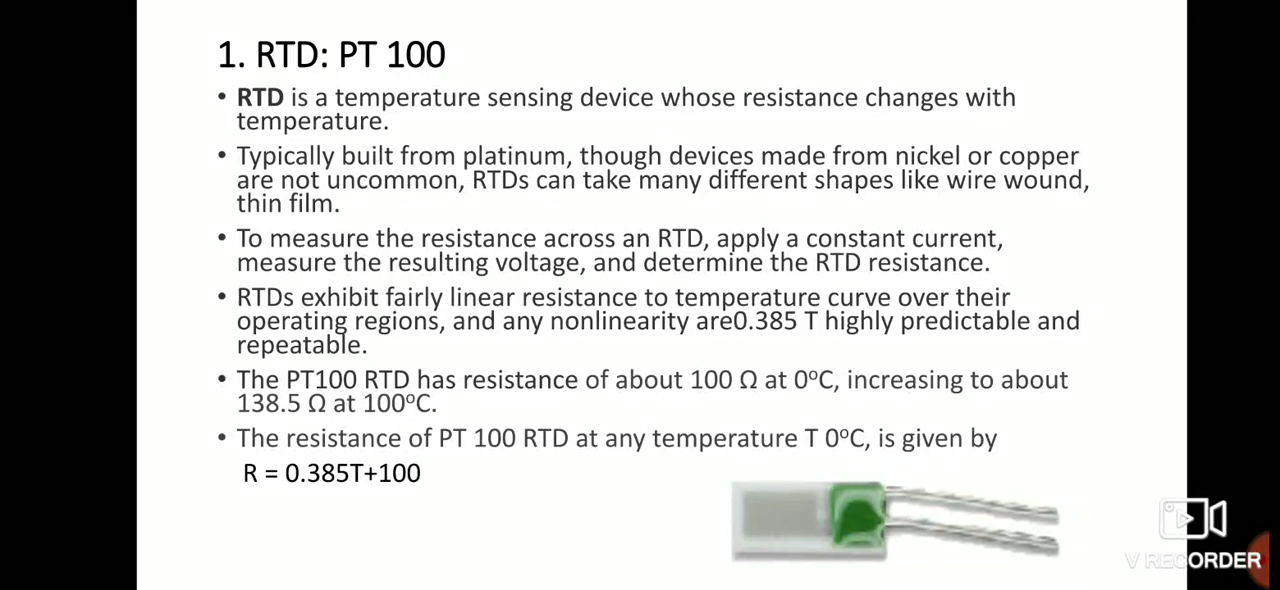 1. RTD: PT 100
• RTD is a temperature sensing device whose resistance changes with
temperature.
• Typically built from platinum, though devices made from nickel or copper
are not uncommon, RTDs can take many different shapes like wire wound,
thin film.
• To measure the resistance across an RTD, apply a constant current,
measure the resulting voltage, and determine the RTD resistance.
• RTDs exhibit fairly linear resistance to temperature curve over their
operating regions, and any nonlinearity are0.385 T highly predictable and
repeatable.
• The PT100 RTD has resistance of about 100 Ω at 0°C, increasing to about
138.5 Ω at 100°C.
• The resistance of PT 100 RTD at any temperature T 0°C, is given by
R = 0.385T+100
V RECORDER